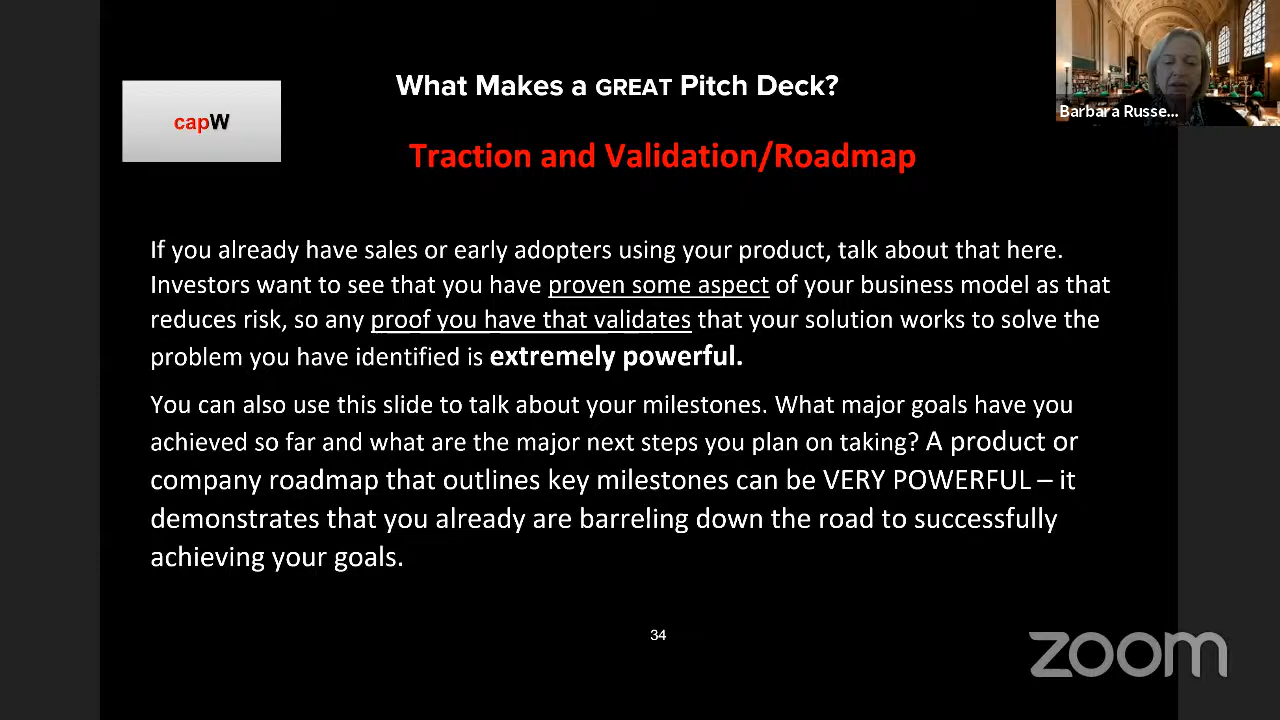 What Makes a GREAT Pitch Deck?
capW
Barbara Russe...
Traction and Validation/Roadmap
If you already have sales or early adopters using your product, talk about that here.
Investors want to see that you have proven some aspect of your business model as that
reduces risk, so any proof you have that validates that your solution works to solve the
problem you have identified is extremely powerful.
You can also use this slide to talk about your milestones. What major goals have you
achieved so far and what are the major next steps you plan on taking? A product or
company roadmap that outlines key milestones can be VERY POWERFUL – it
demonstrates that you already are barreling down the road to successfully
achieving your goals.
34
zoom